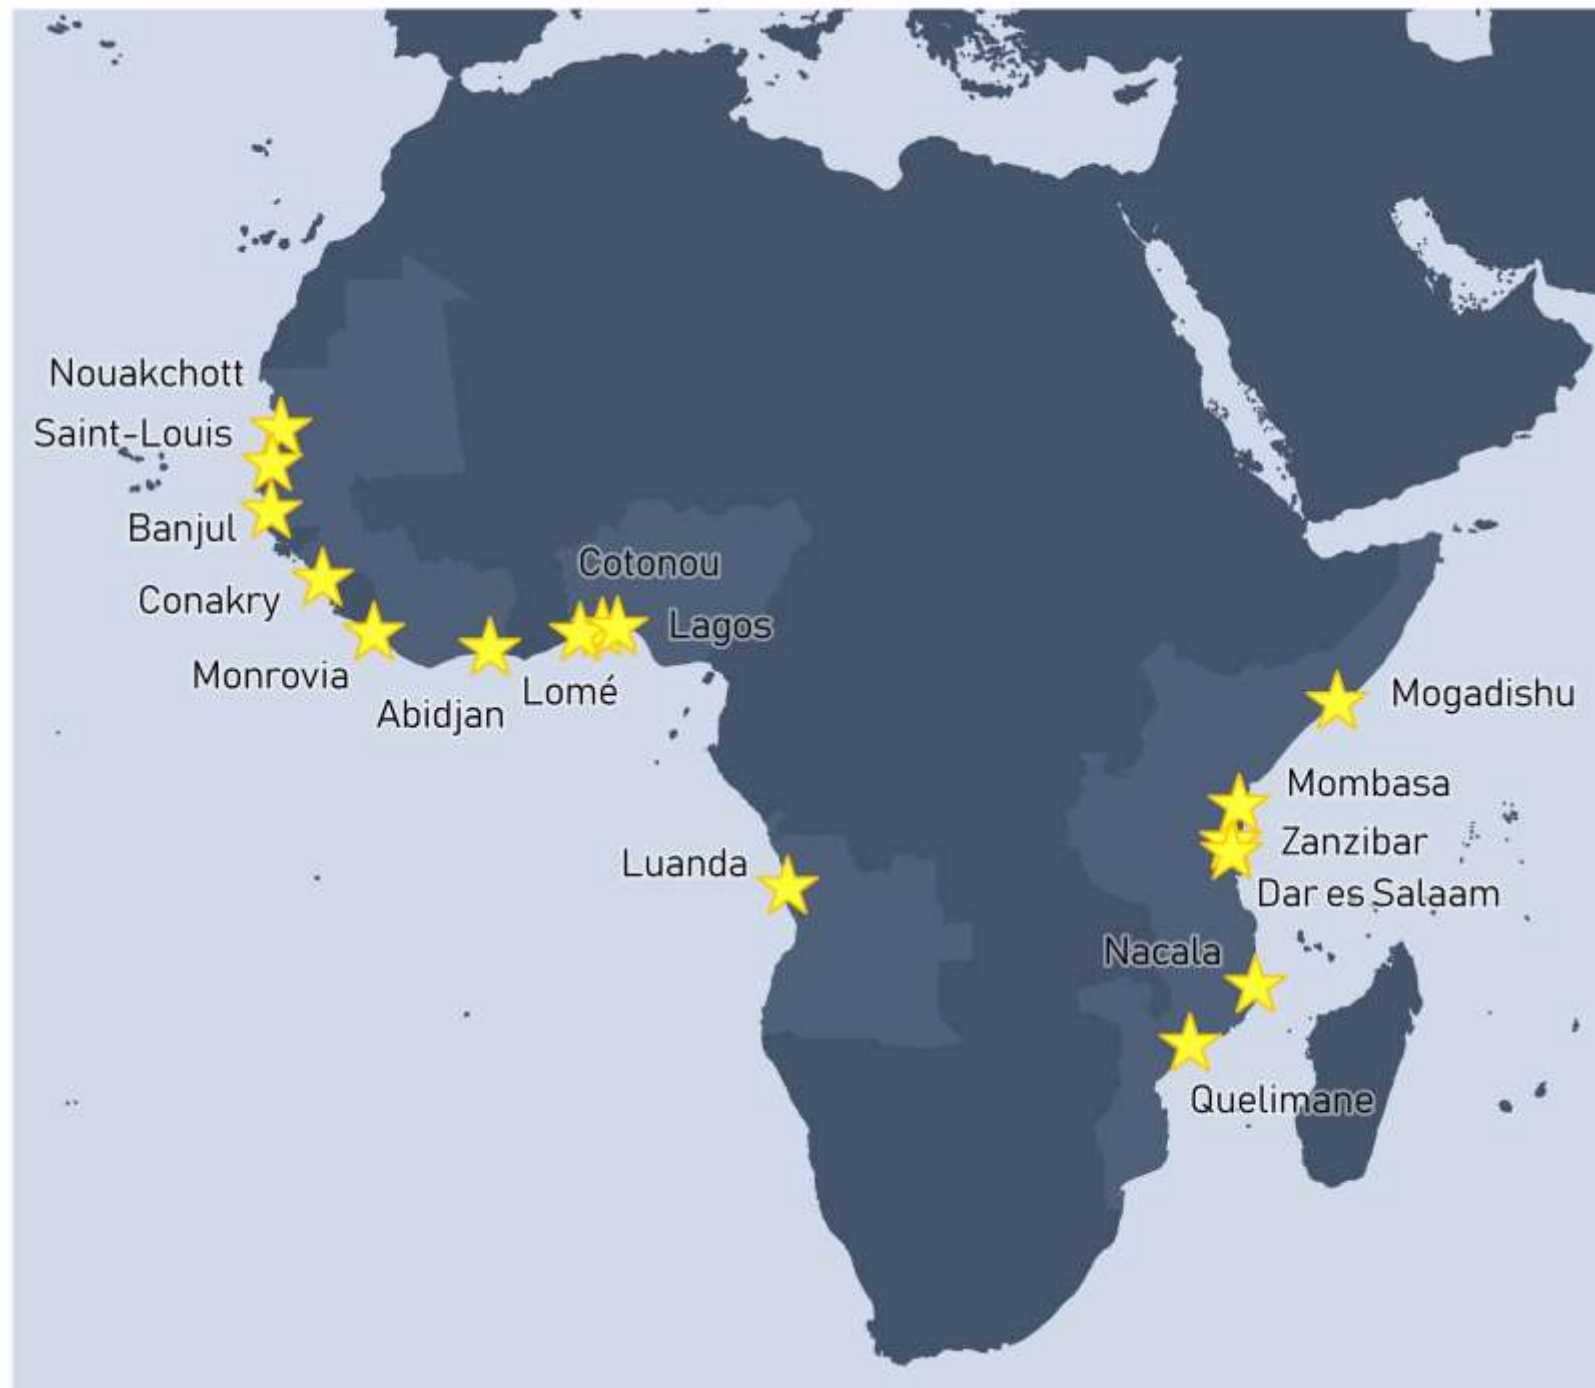 Nouakchott
Saint-Louis
Banjul
Conakry
Monrovia
Abidjan
Lomé
Cotonou
Lagos
Luanda
Mogadishu
Mombasa
Zanzibar
Dar es Salaam
Nacala
Quelimane